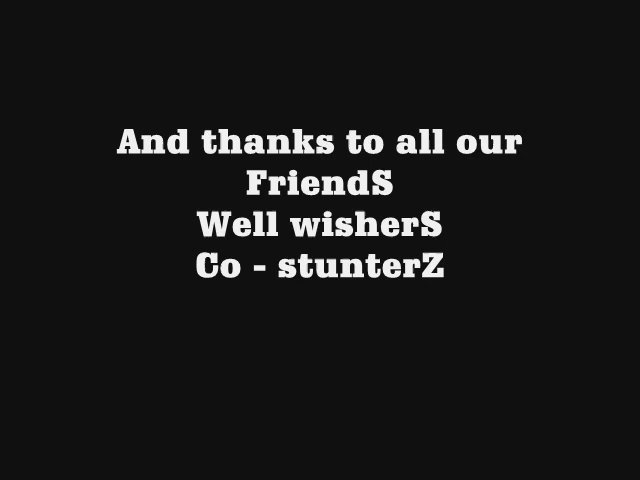 And thanks to all our
FriendS
Well wisherS
Co - stunterZ